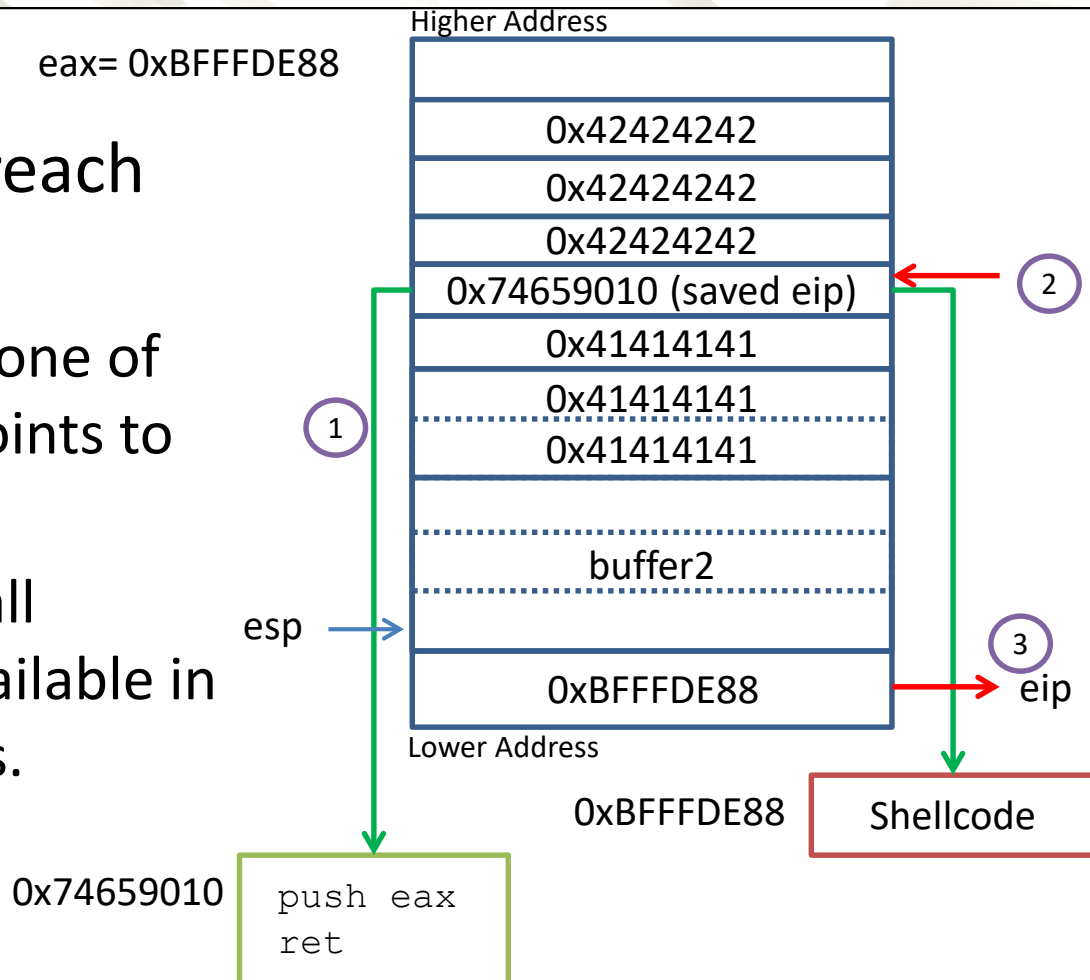 Higher Address
eax= 0xBFFFDE88
0x42424242
reach
0x42424242
0x42424242
0x74659010 (saved eip)
2
one of
0x41414141
0x41414141
1
oints to
0x41414141
buffer2
all
esp
3
ailable in
0xBFFFDE88
eip
s.
Lower Address
0xBFFFDE88
Shellcode
0x74659010
push eax
ret